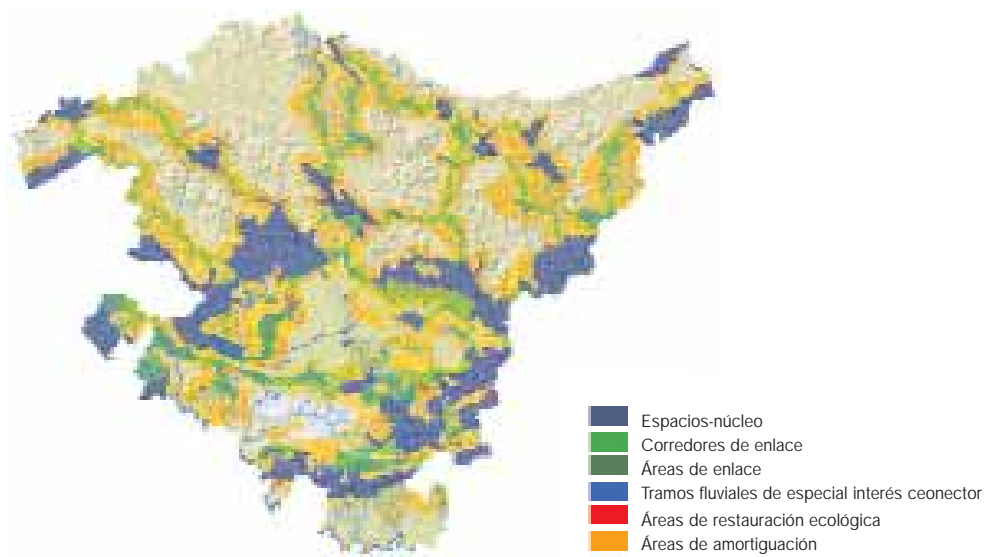 Espacios-núcleo
Corredores de enlace
Áreas de enlace
Tramos fluviales de especial interés ceonector
Áreas de restauración ecológica
Áreas de amortiguación